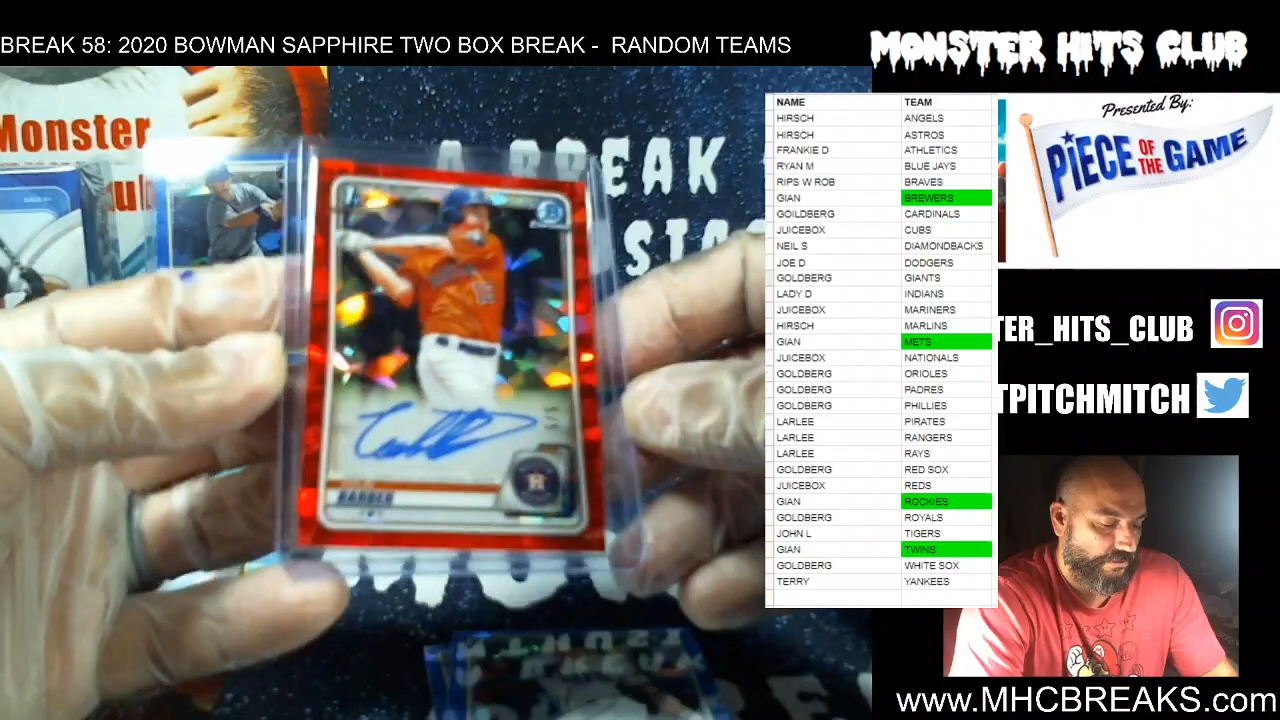 BREAK 58: 2020 BOWMAN SAPPHIRE TWO BOX BREAK - RANDOM TEAMS
MONSTER HITS CLUB
Monster
A BREAK
Presented By:
PIECE OF THE GAME
NAME TEAM
HIRSCH ANGELS
HIRSCH ASTROS
FRANKIE D ATHLETICS
RYAN M BLUE JAYS
RIPS W ROB BRAVES
GIAN BREWERS
GOILDBERG CARDINALS
JUICEBOX CUBS
NEIL S DIAMONDBACKS
JOE D DODGERS
GOLDBERG GIANTS
LADY D INDIANS
JUICEBOX MARINERS
HIRSCH MARLINS
GIAN METS
JUICEBOX NATIONALS
GOLDBERG ORIOLES
GOLDBERG PADRES
GOLDBERG PHILLIES
LARLEE PIRATES
LARLEE RANGERS
LARLEE RAYS
GOLDBERG RED SOX
JUICEBOX REDS
GIAN ROCKIES
GOLDBERG ROYALS
JOHN L TIGERS
GIAN TWINS
GOLDBERG WHITE SOX
TERRY YANKEES
TER_HITS_CLUB
TPITCHMITCH
BARBER
H
www.MHCBREAKS.com